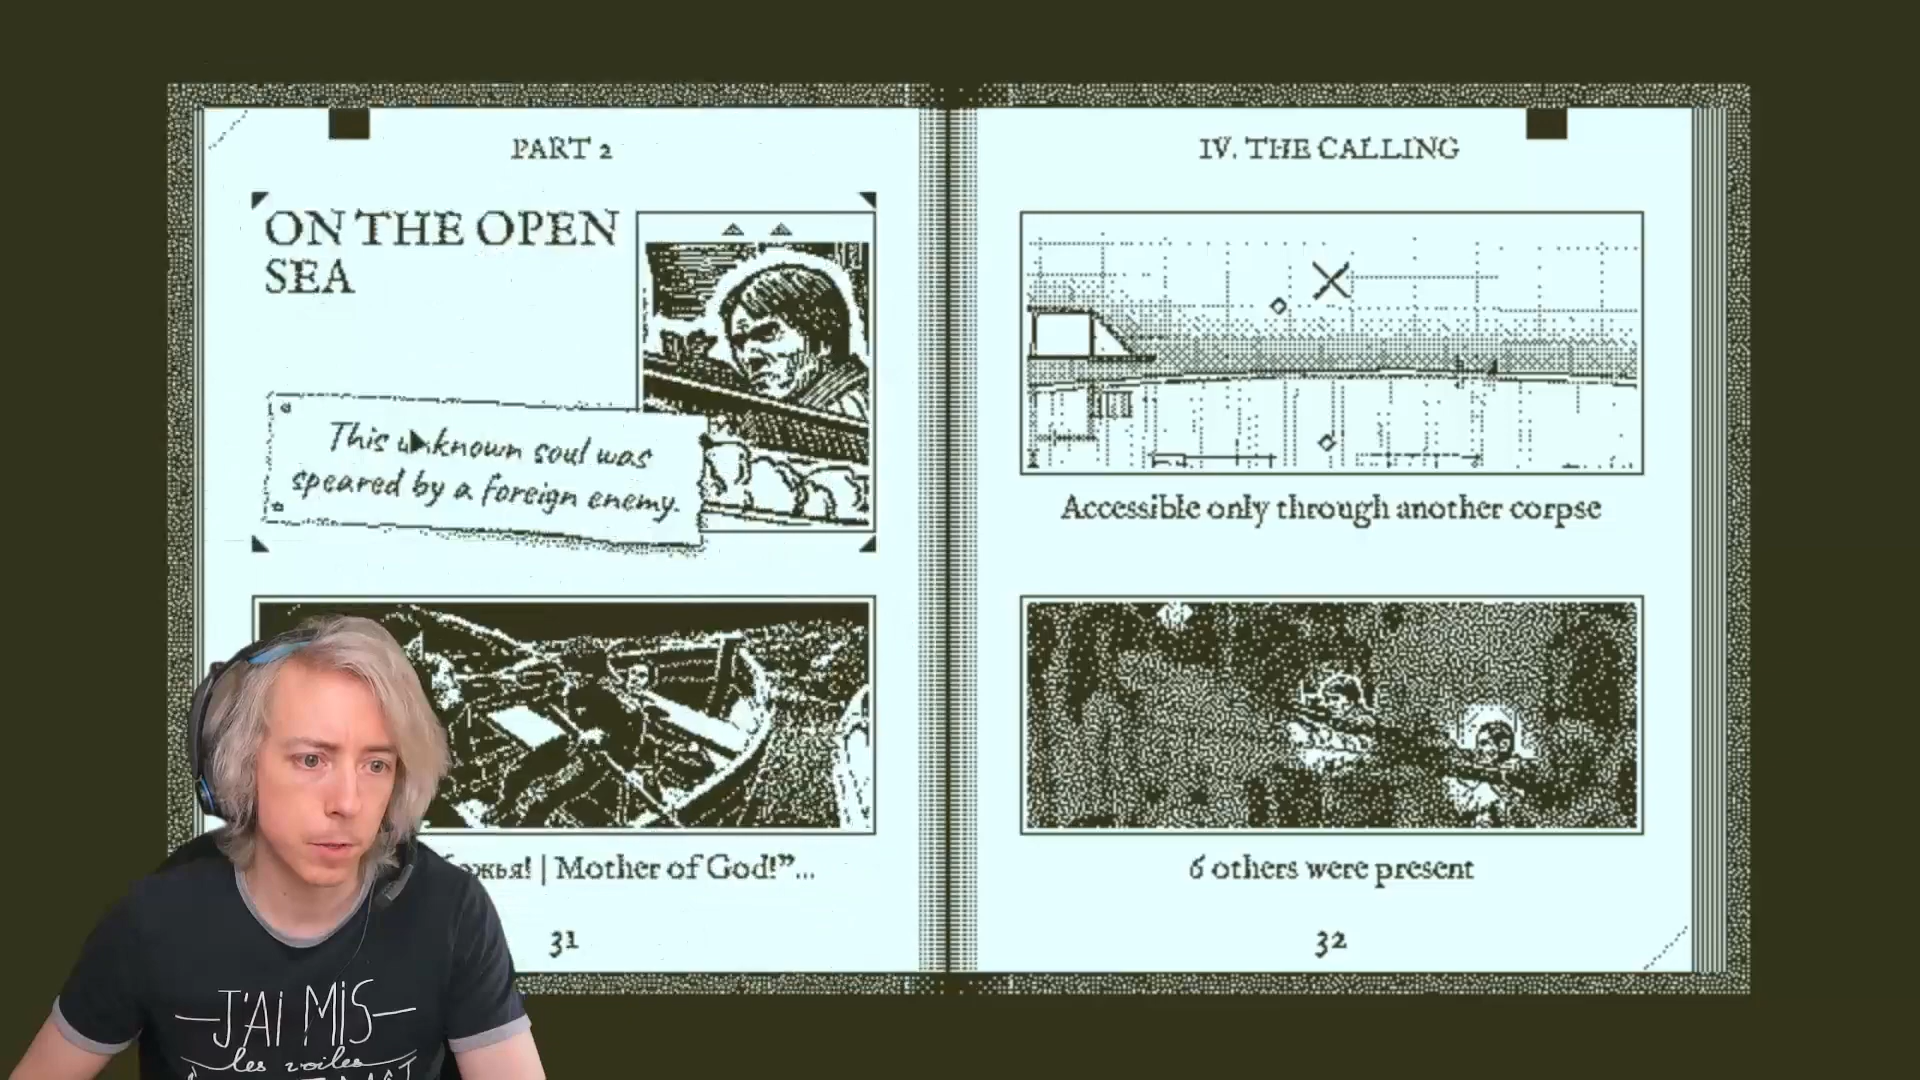 PART 2
ON THE OPEN
SEA
This unknown soul was
speared by a foreign enemy.
ожья! | Mother of God!”...
31
IV. THE CALLING
Accessible only through another corpse
6 others were present
32
J'AI MIS
les voiles